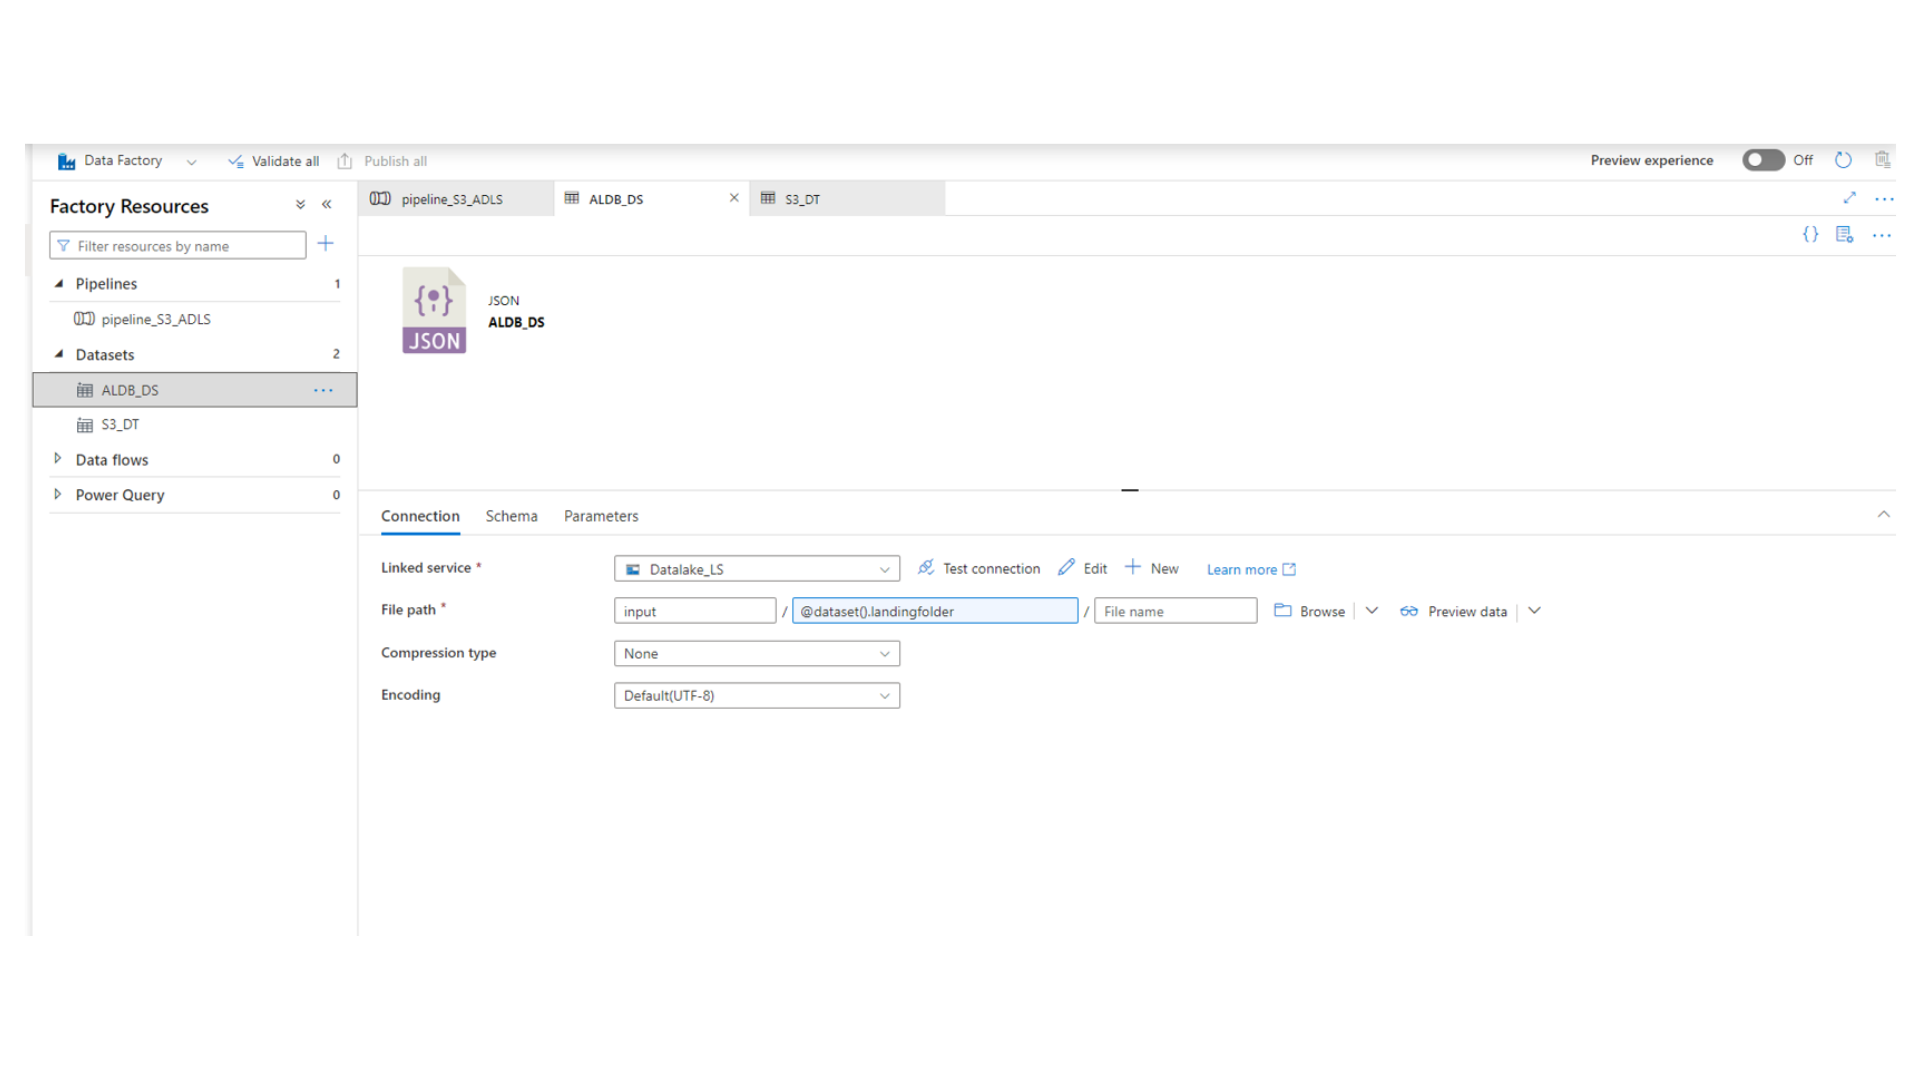 Data Factory Validate all Publish all Preview experience Off
Factory Resources
Filter resources by name
Pipelines 1
pipeline_S3_ADLS
Datasets 2
ALDB_DS
S3_DT
Data flows 0
Power Query 0
pipeline_S3_ADLS ALDB_DS S3_DT
{}
JSON
JSON
ALDB_DS
Connection Schema Parameters
Linked service * Datalake_LS Test connection Edit New Learn more
File path * input / @dataset().landingfolder / File name Browse Preview data
Compression type None
Encoding Default(UTF-8)